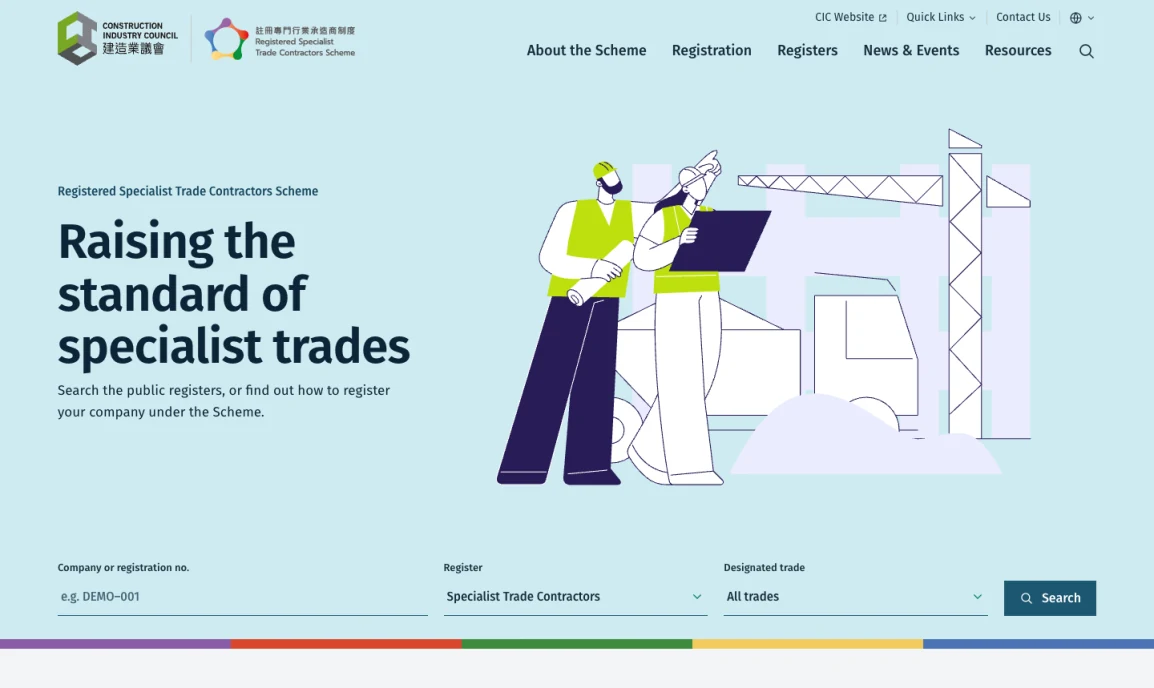 CONSTRUCTION
INDUSTRY COUNCIL
建造業議會
註冊專門行業承造商制度
Registered Specialist
Trade Contractors Scheme
CIC Website
Quick Links
Contact Us
About the Scheme
Registration
Registers
News & Events
Resources
Registered Specialist Trade Contractors Scheme
Raising the
standard of
specialist trades
Search the public registers, or find out how to register
your company under the Scheme.
Company or registration no.
e.g. DEMO–001
Register
Specialist Trade Contractors
Designated trade
All trades
Search